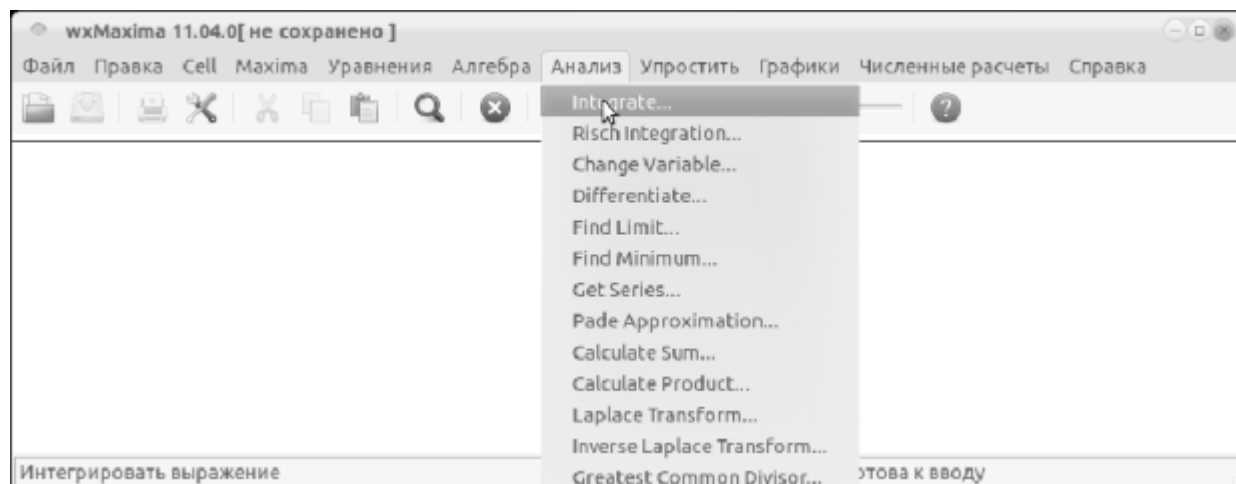 wxMaxima 11.04.0[ не сохранено ]
Файл Правка Cell Maxima Уравнения Алгебра Анализ Упростить Графики Численные расчеты Справка
Integrate...
Risch Integration...
Change Variable...
Differentiate...
Find Limit...
Find Minimum...
Get Series...
Pade Approximation...
Calculate Sum...
Calculate Product...
Laplace Transform...
Inverse Laplace Transform...
Greatest Common Divisor...
Интегрировать выражение
отова к вводу